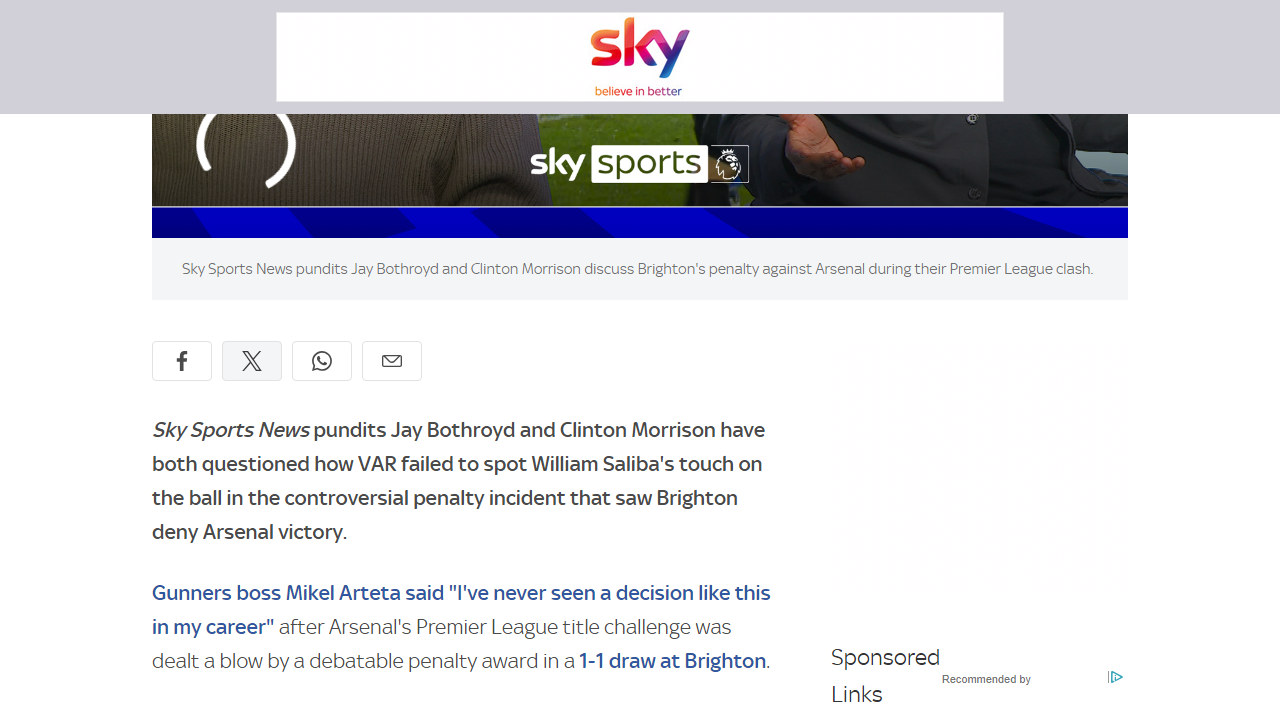 sky
believe in better
sky sports
Sky Sports News pundits Jay Bothroyd and Clinton Morrison discuss Brighton's penalty against Arsenal during their Premier League clash.
Sky Sports News pundits Jay Bothroyd and Clinton Morrison have
both questioned how VAR failed to spot William Saliba's touch on
the ball in the controversial penalty incident that saw Brighton
deny Arsenal victory.
Gunners boss Mikel Arteta said "I've never seen a decision like this
in my career" after Arsenal's Premier League title challenge was
dealt a blow by a debatable penalty award in a 1-1 draw at Brighton.
Sponsored
Links
Recommended by